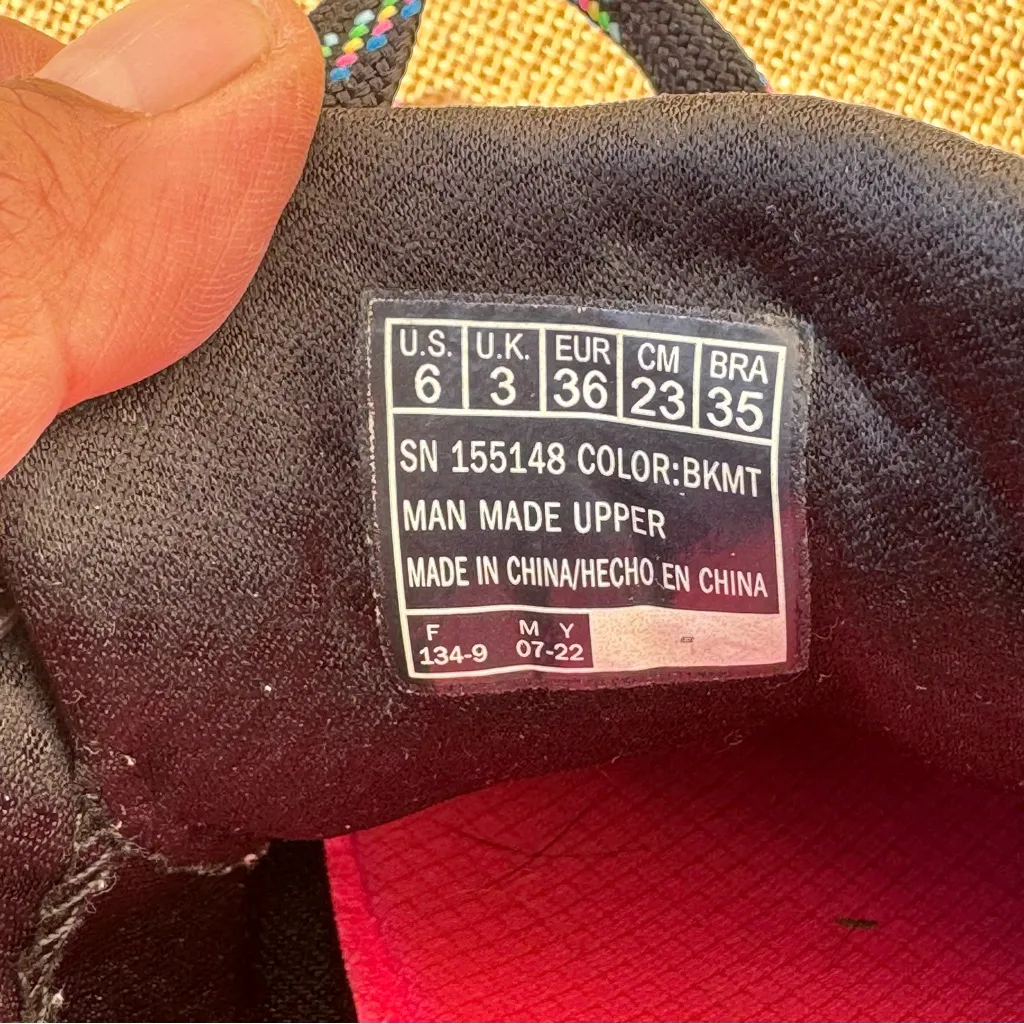 U.S. U.K. EUR CM BRA
6 3 36 23 35
SN 155148 COLOR:BKMT
MAN MADE UPPER
MADE IN CHINA/HECHO EN CHINA
F M Y
134-9 07-22